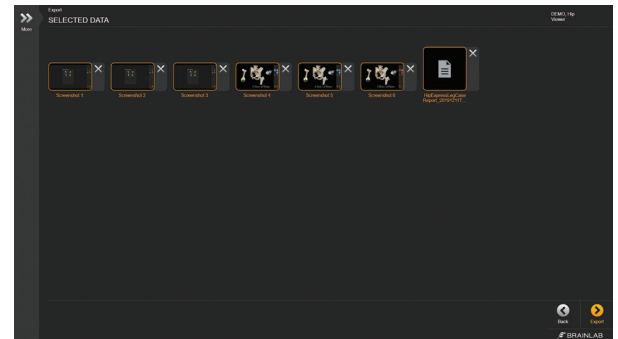 Export
SELECTED DATA
DEMO, Hip
Viewer
More
Screenshot 1
Screenshot 2
Screenshot 3
Screenshot 4
Screenshot 5
Screenshot 6
HipExpressLegCase
Report_20191211T...
Back
Export
BRAINLAB